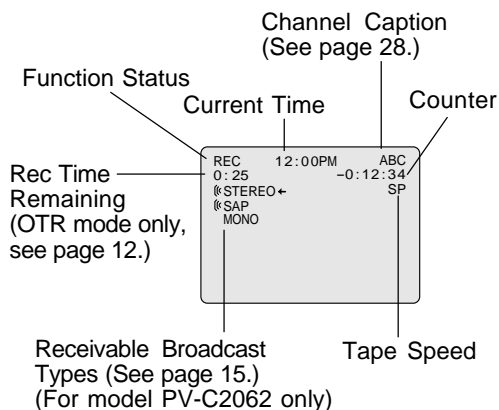 Channel Caption
(See page 28.)
Function Status
Current Time
Counter
REC 12:00PM ABC
0:25 -0:12:34
STEREO← SP
SAP
MONO
Rec Time
Remaining
(OTR mode only,
see page 12.)
Receivable Broadcast
Types (See page 15.)
(For model PV-C2062 only)
Tape Speed